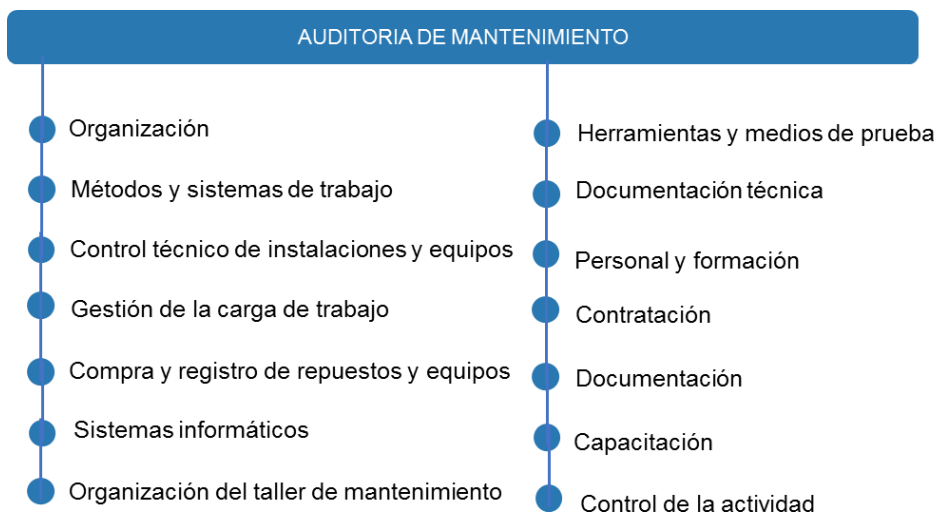 AUDITORIA DE MANTENIMIENTO
Organización
Métodos y sistemas de trabajo
Control técnico de instalaciones y equipos
Gestión de la carga de trabajo
Compra y registro de repuestos y equipos
Sistemas informáticos
Organización del taller de mantenimiento
Herramientas y medios de prueba
Documentación técnica
Personal y formación
Contratación
Documentación
Capacitación
Control de la actividad